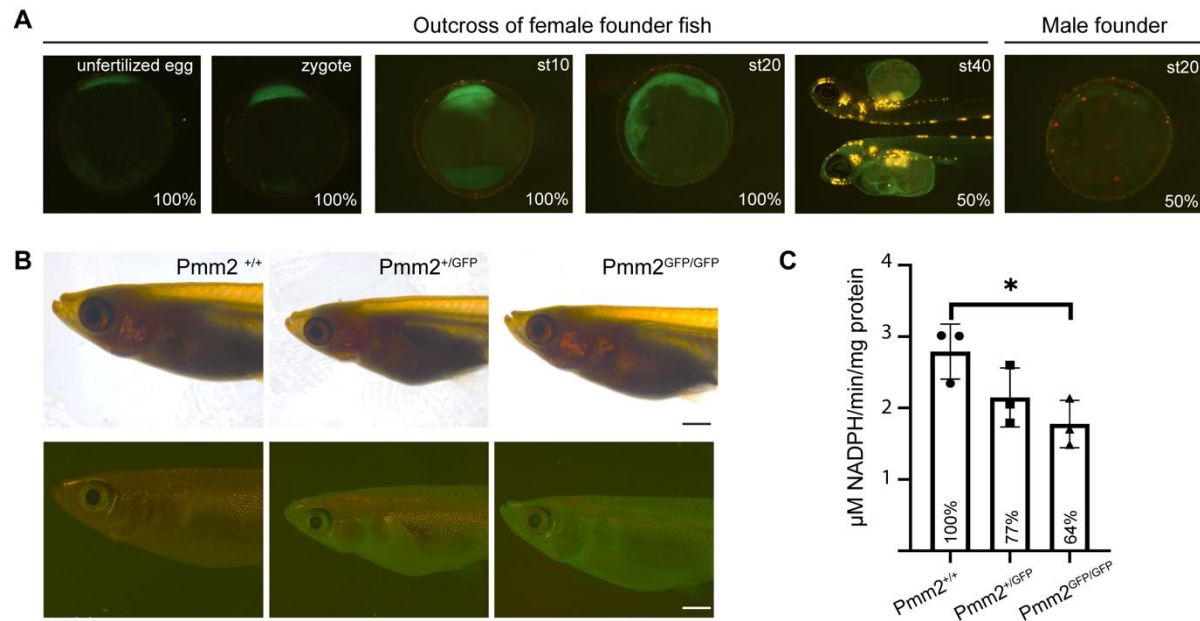 A
Outcross of female founder fish
Male founder
unfertilized egg
zygote
st10
st20
st40
st20
100%
100%
100%
100%
50%
50%
B
Pmm2 +/+
Pmm2+/GFP
Pmm2GFP/GFP
C
µM NADPH/min/mg protein
4
3
2
1
*
100%
77%
64%
Pmm2+/+
Pmm2+/GFP
Pmm2GFP/GFP